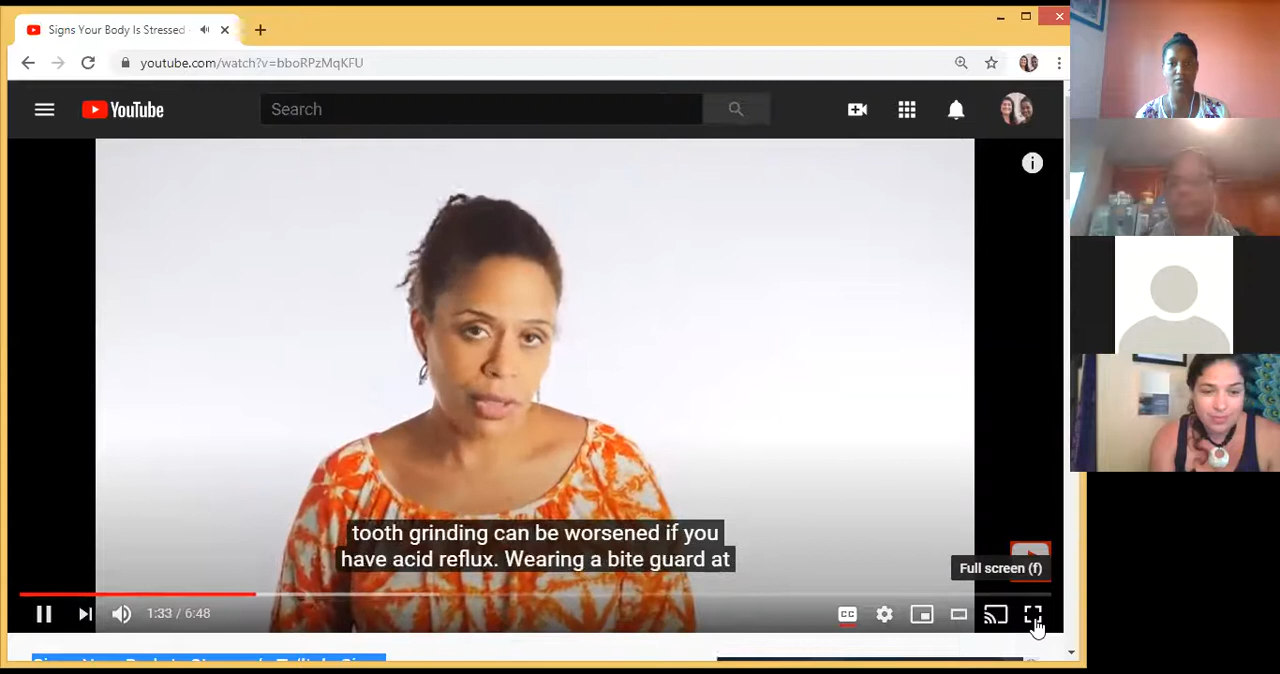 Signs Your Body Is Stressed
youtube.com/watch?v=bboRPzMqKFU
YouTube
Search
tooth grinding can be worsened if you
have acid reflux. Wearing a bite guard at
Full screen (f)
1:33 / 6:48
CC